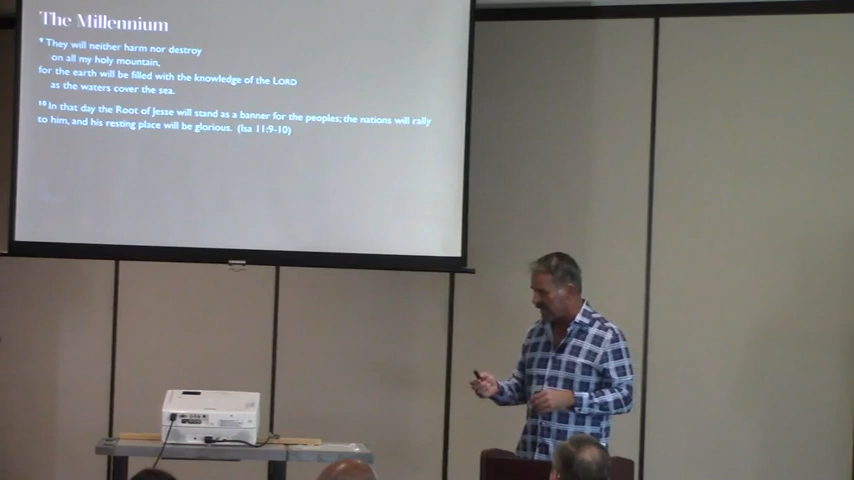 The Millennium
9 They will neither harm nor destroy
on all my holy mountain,
for the earth will be filled with the knowledge of the LORD
as the waters cover the sea.
10 In that day the Root of Jesse will stand as a banner for the peoples; the nations will rally
to him, and his resting place will be glorious. (Isa 11:9-10)